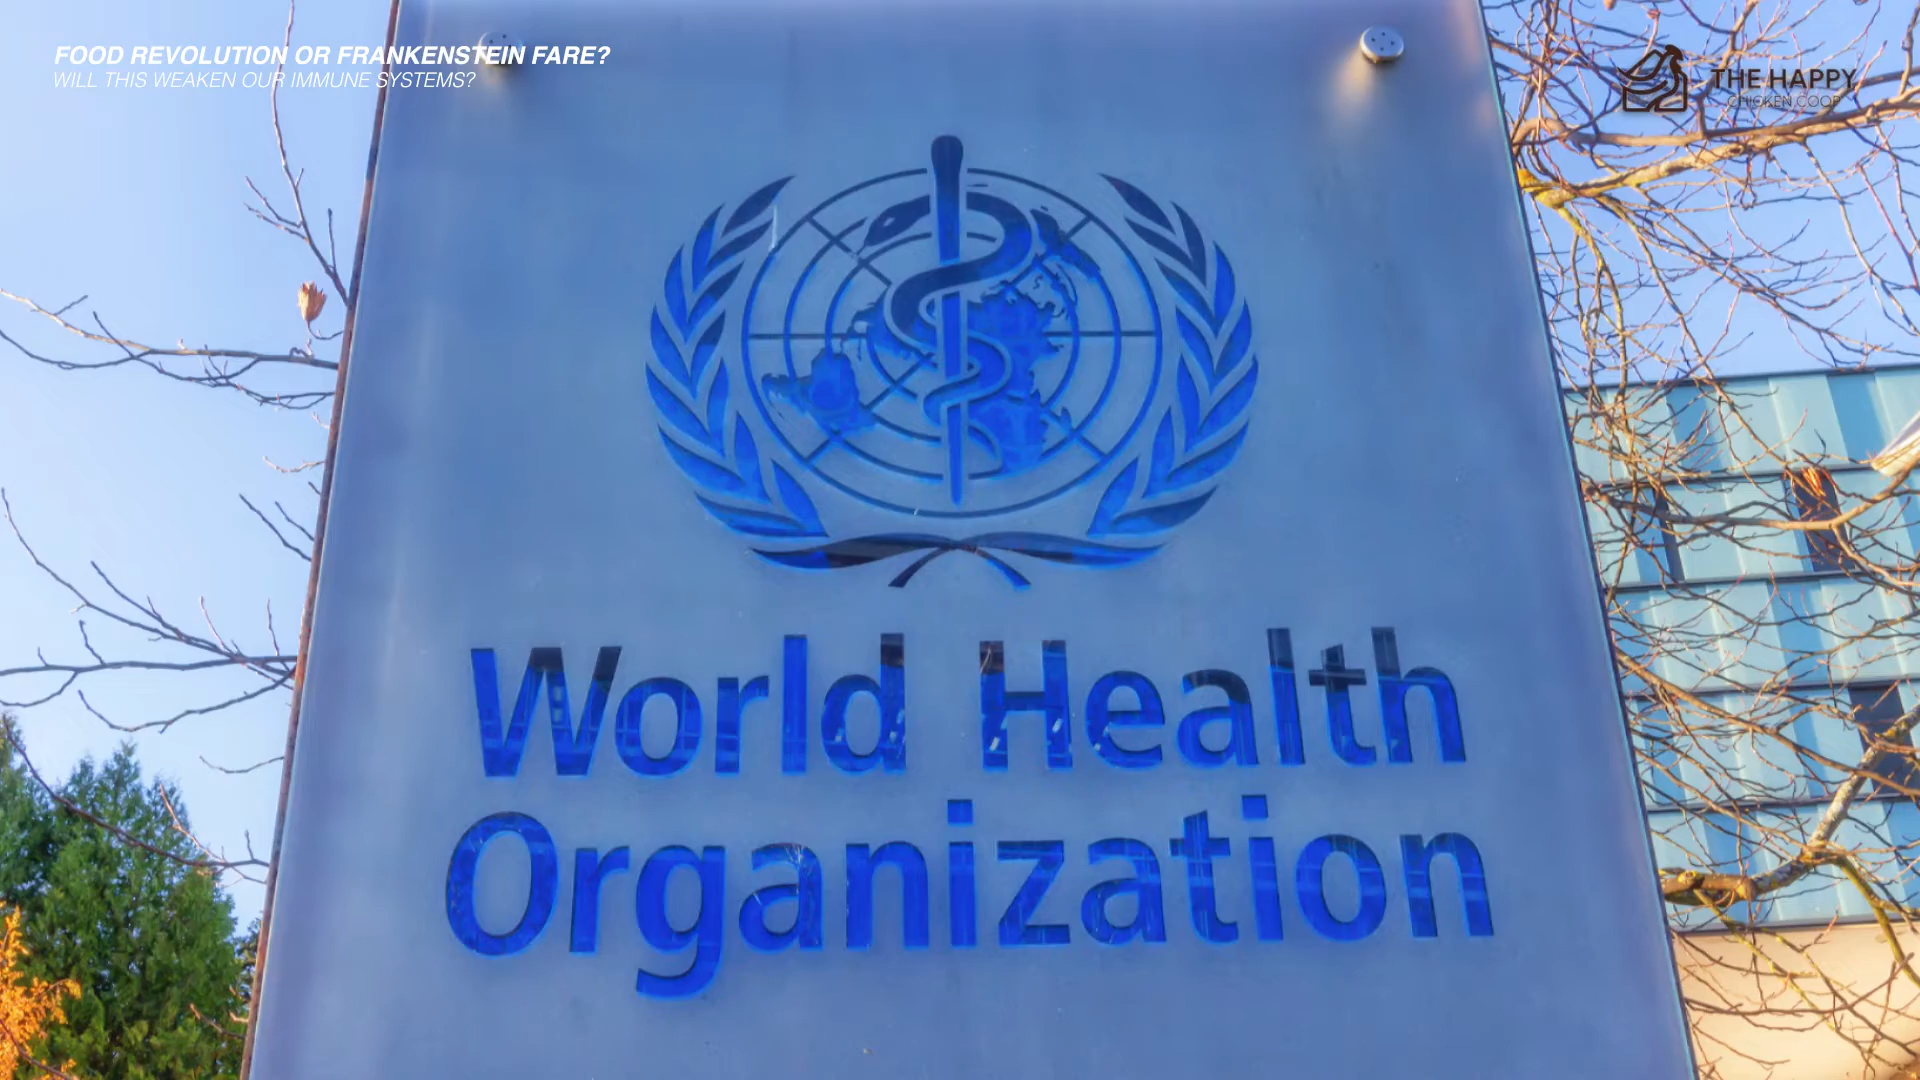 FOOD REVOLUTION OR FRANKENSTEIN FARE?
WILL THIS WEAKEN OUR IMMUNE SYSTEMS?
THE HAPPY
CHICKEN COOP
World Health
Organization